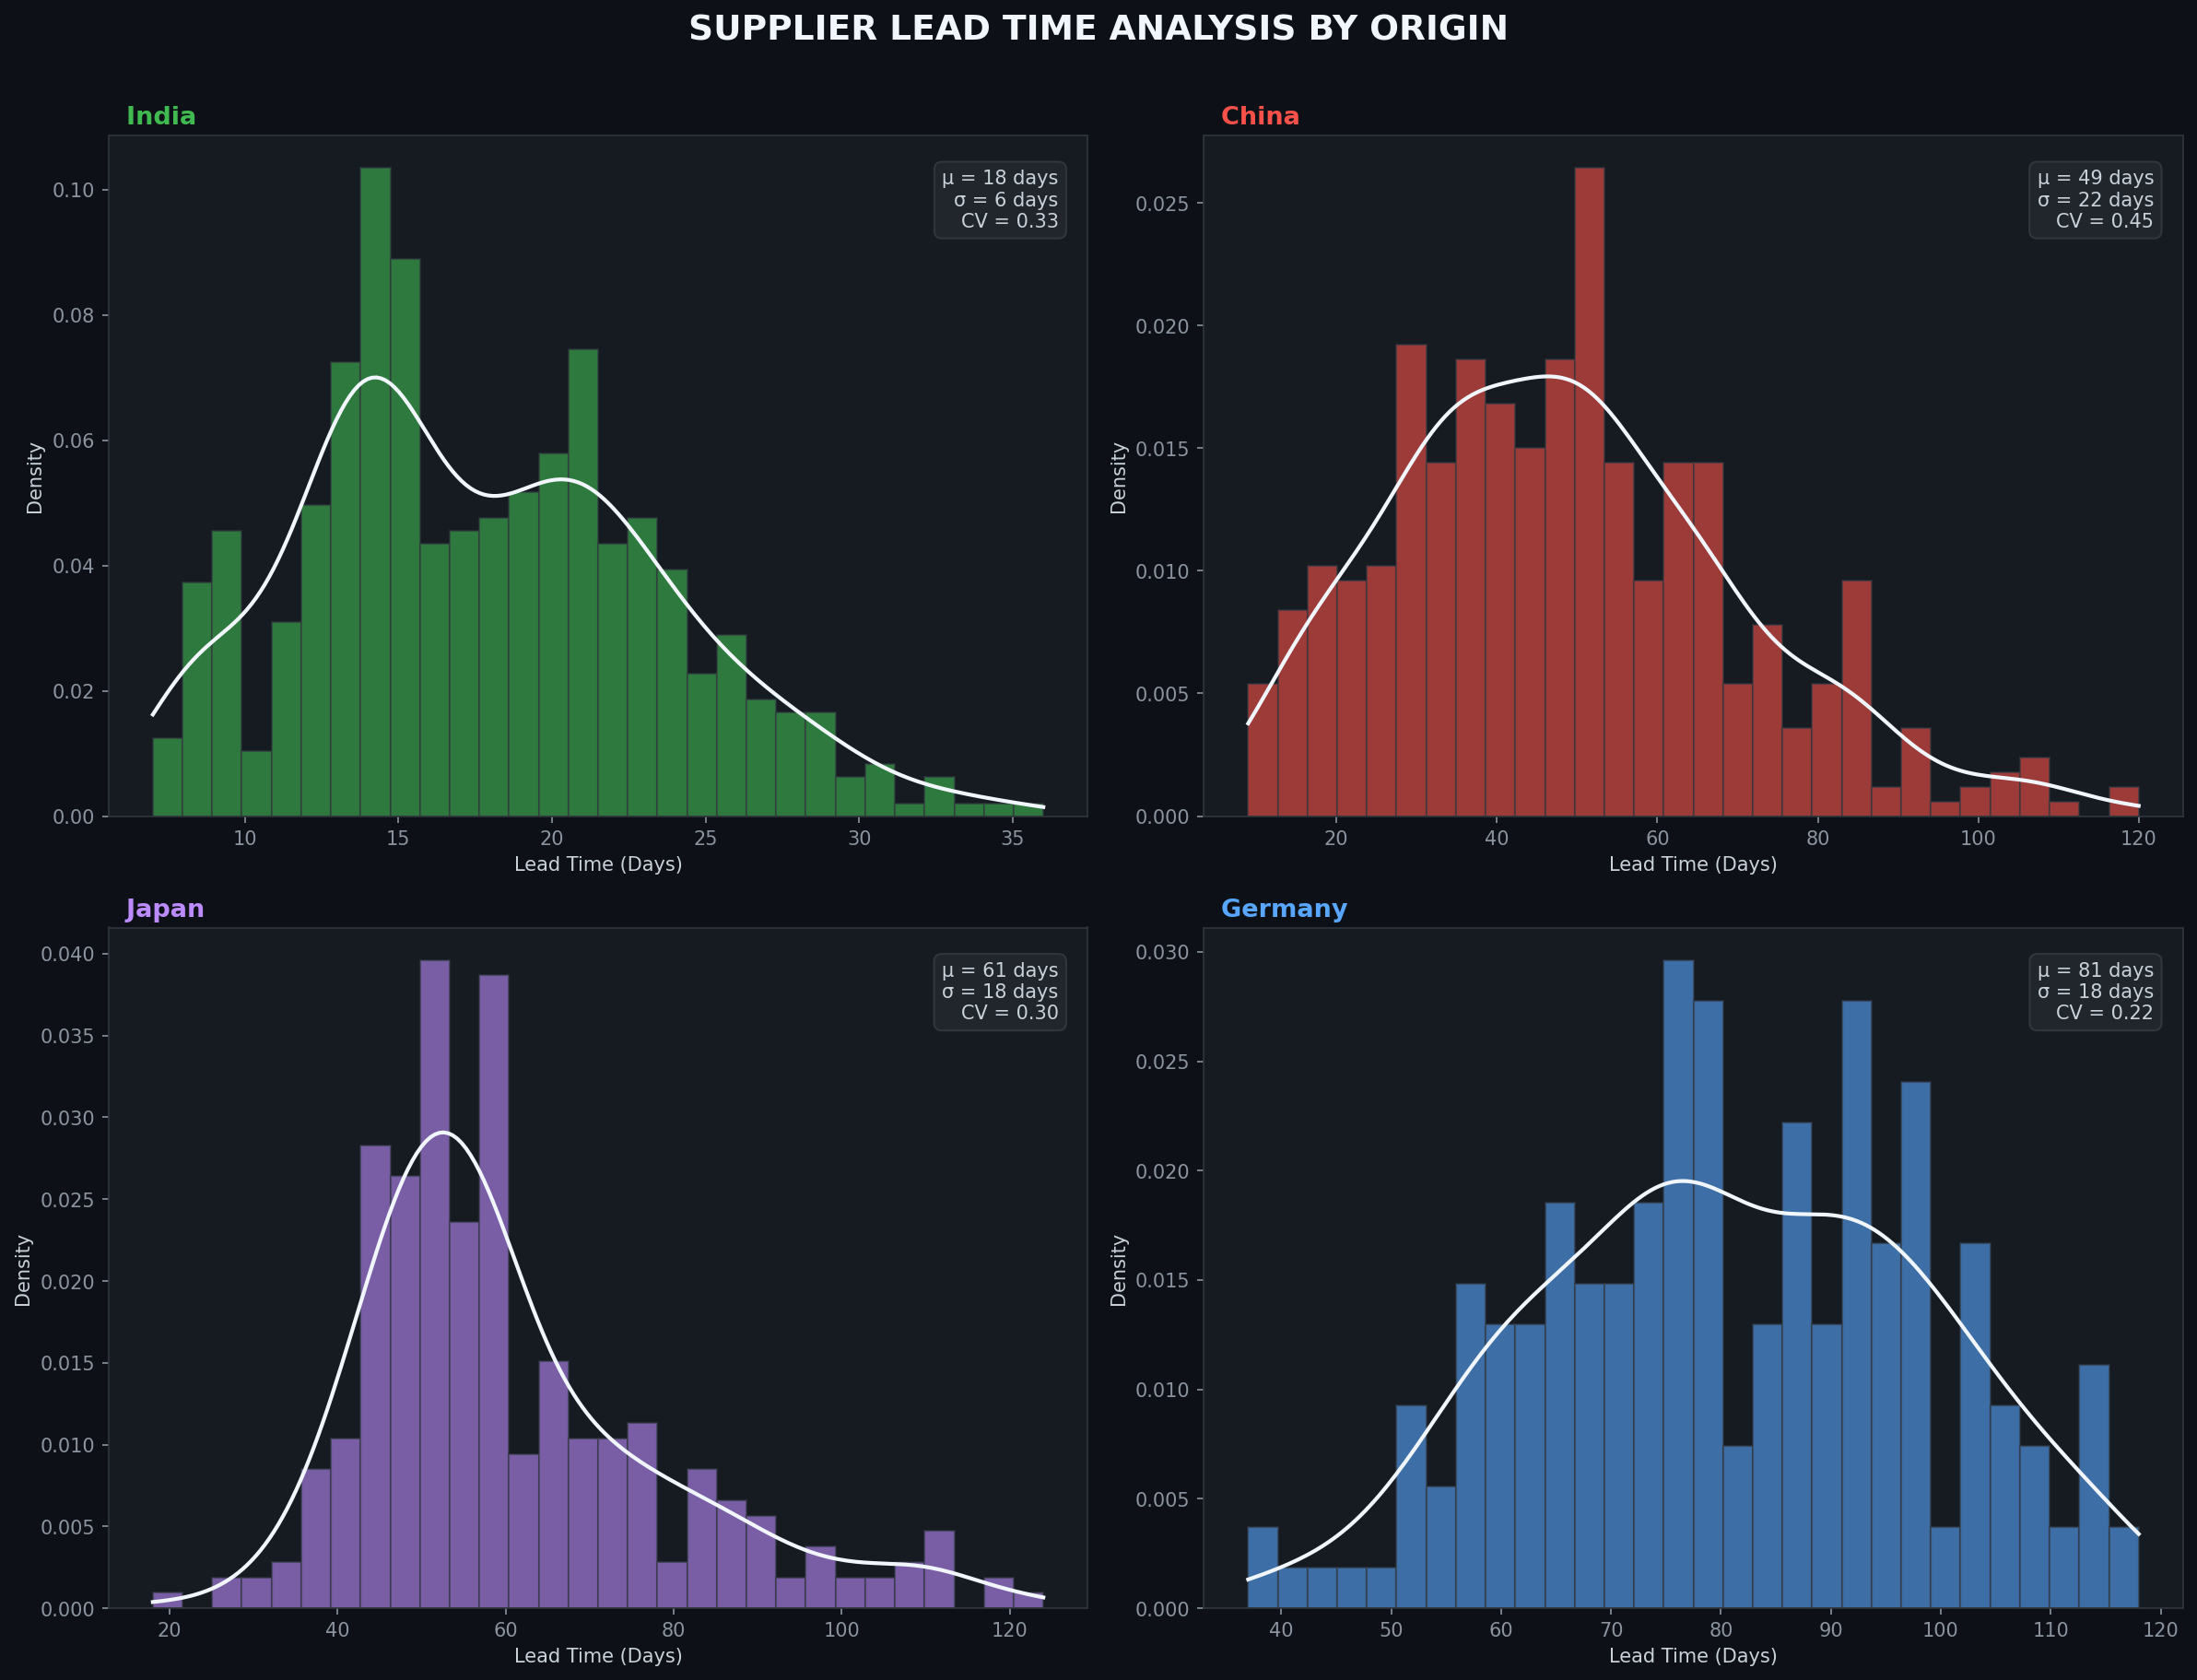 SUPPLIER LEAD TIME ANALYSIS BY ORIGIN
India
μ = 18 days
σ = 6 days
CV = 0.33
Density
0.10
0.08
0.06
0.04
0.02
0.00
10 15 20 25 30 35
Lead Time (Days)
China
μ = 49 days
σ = 22 days
CV = 0.45
Density
0.025
0.020
0.015
0.010
0.005
0.000
20 40 60 80 100 120
Lead Time (Days)
Japan
μ = 61 days
σ = 18 days
CV = 0.30
Density
0.040
0.035
0.030
0.025
0.020
0.015
0.010
0.005
0.000
20 40 60 80 100 120
Lead Time (Days)
Germany
μ = 81 days
σ = 18 days
CV = 0.22
Density
0.030
0.025
0.020
0.015
0.010
0.005
0.000
40 50 60 70 80 90 100 110 120
Lead Time (Days)